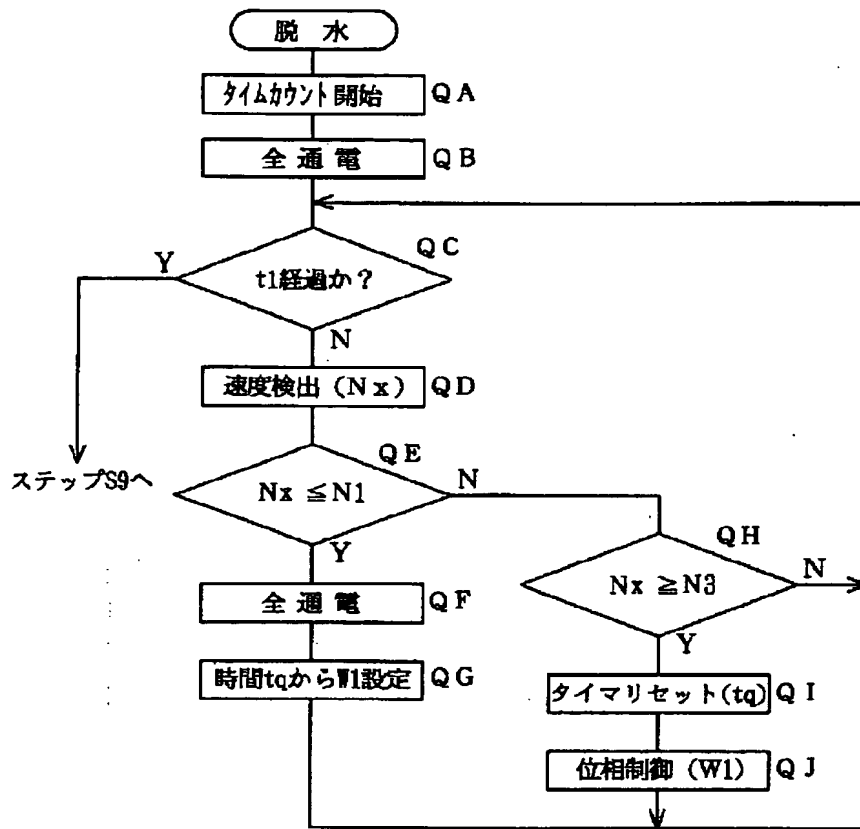 脱 水
タイムカウント開始 QA
全 通 電 QB
QC
Y
t1経過か？
N
速度検出 (Nx) QD
QE
ステップS9へ
Nx ≦N1
N
Y
QH
Nx ≧N3
N
Y
全 通 電 QF
時間tqからW1設定 QG
タイマリセット(tq) QI
位相制御 (W1) QJ